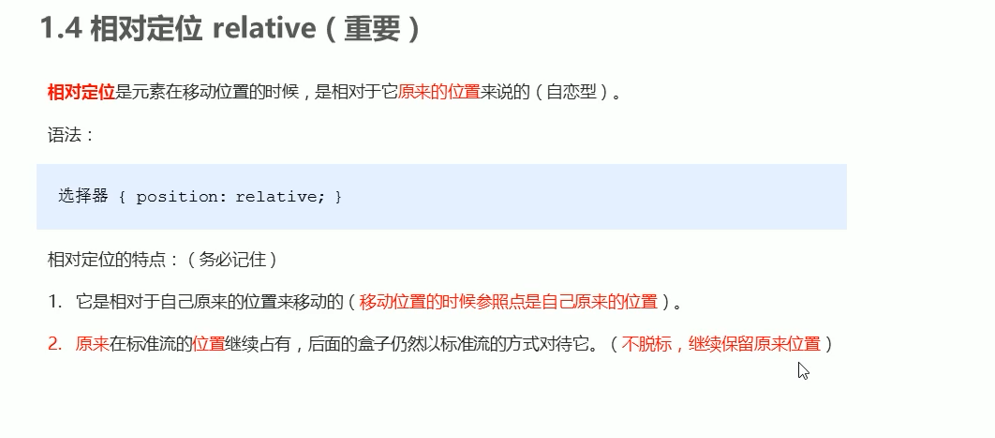 1.4 相对定位 relative（重要）
相对定位是元素在移动位置的时候，是相对于它原来的位置来说的（自恋型）。
语法：
选择器 { position: relative; }
相对定位的特点：（务必记住）
1. 它是相对于自己原来的位置来移动的（移动位置的时候参照点是自己原来的位置）。
2. 原来在标准流的位置继续占有，后面的盒子仍然以标准流的方式对待它。（不脱标，继续保留原来位置）